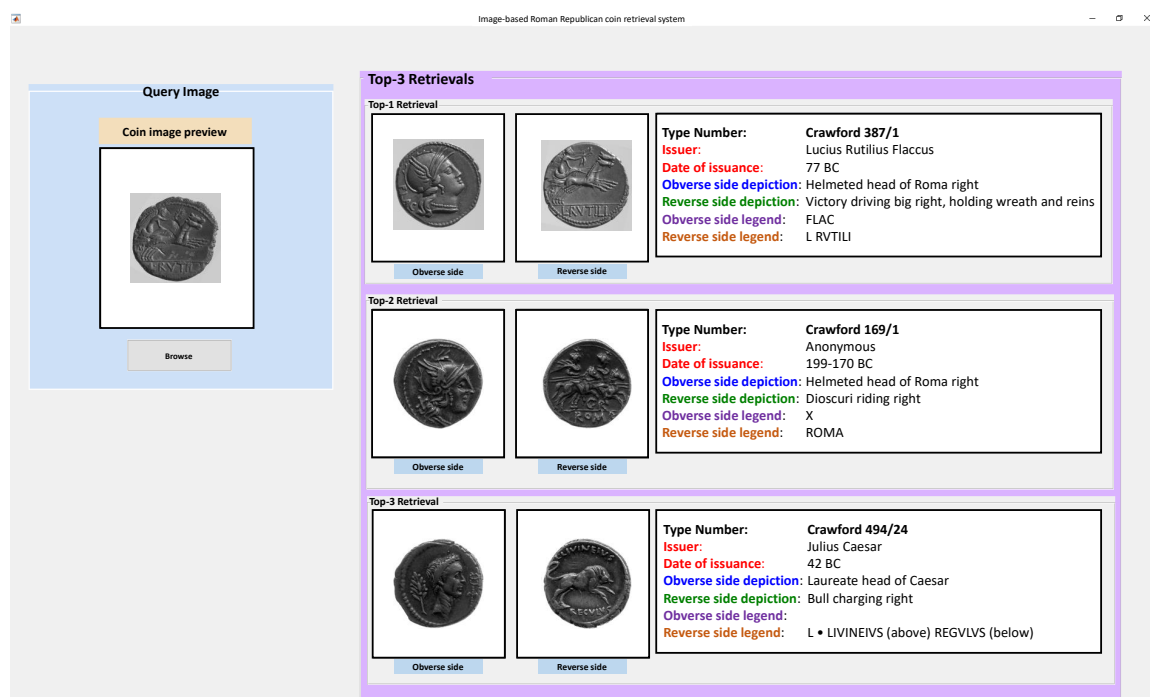 Image-based Roman Republican coin retrieval system
Query Image
Coin image preview
LRVTILI
Browse
Top-3 Retrievals
Top-1 Retrieval
Obverse side
L·RVTILI
Reverse side
Type Number: Crawford 387/1
Issuer: Lucius Rutilius Flaccus
Date of issuance: 77 BC
Obverse side depiction: Helmeted head of Roma right
Reverse side depiction: Victory driving big right, holding wreath and reins
Obverse side legend: FLAC
Reverse side legend: L RVTILI
Top-2 Retrieval
Obverse side
ROMA
Reverse side
Type Number: Crawford 169/1
Issuer: Anonymous
Date of issuance: 199-170 BC
Obverse side depiction: Helmeted head of Roma right
Reverse side depiction: Dioscuri riding right
Obverse side legend: X
Reverse side legend: ROMA
Top-3 Retrieval
Obverse side
L·LIVINEIVS
REGVLVS
Reverse side
Type Number: Crawford 494/24
Issuer: Julius Caesar
Date of issuance: 42 BC
Obverse side depiction: Laureate head of Caesar
Reverse side depiction: Bull charging right
Obverse side legend:
Reverse side legend: L • LIVINEIVS (above) REGVLVS (below)